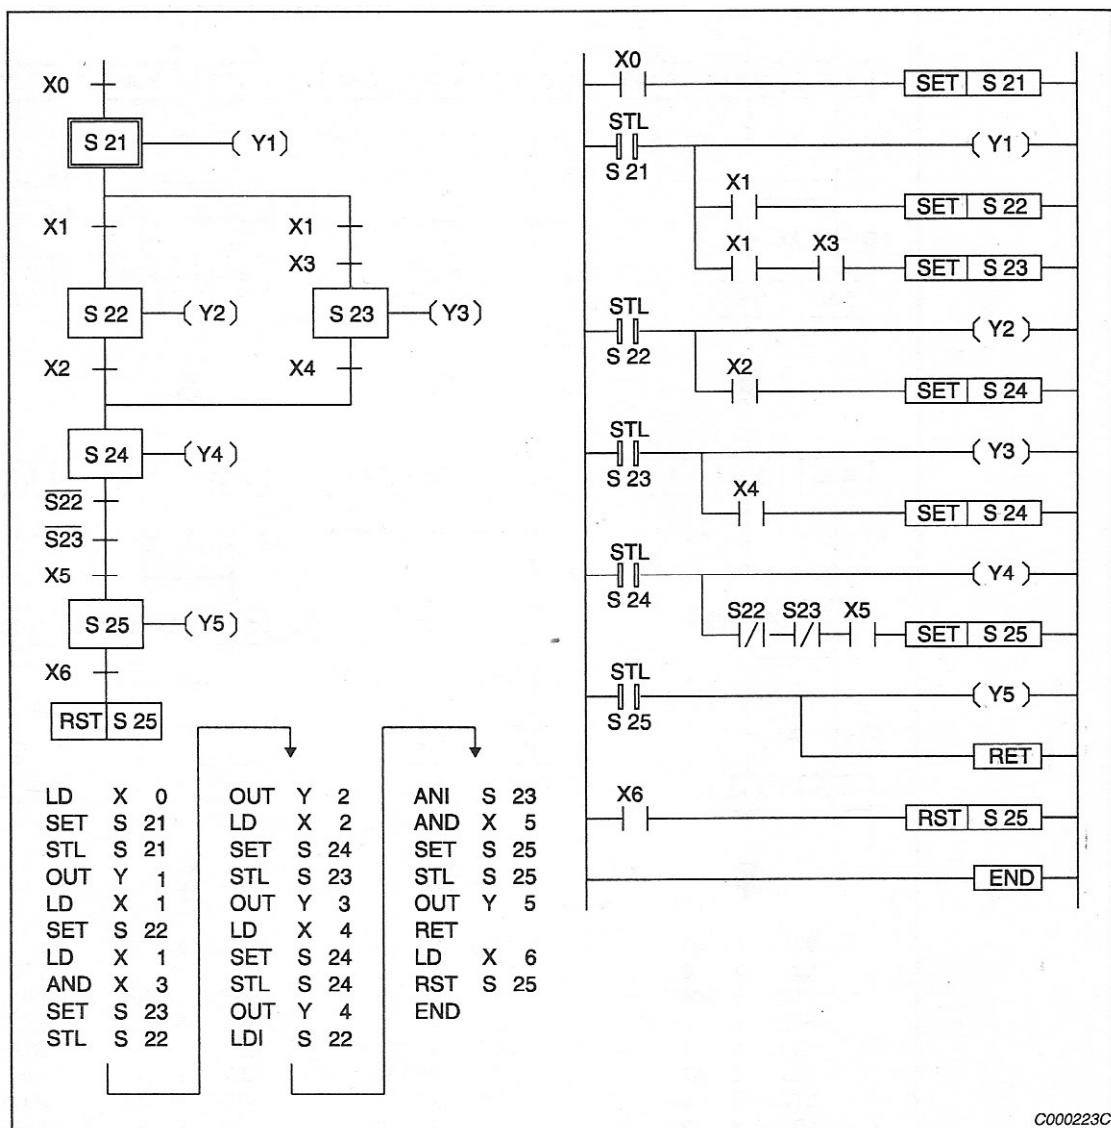 X0
S 21
( Y1 )
X1
X1
X3
S 22
( Y2 )
S 23
( Y3 )
X2
X4
S 24
( Y4 )
S22
S23
X5
S 25
( Y5 )
X6
RST S 25
LD X 0
SET S 21
STL S 21
OUT Y 1
LD X 1
SET S 22
LD X 1
AND X 3
SET S 23
STL S 22
OUT Y 2
LD X 2
SET S 24
STL S 23
OUT Y 3
LD X 4
SET S 24
STL S 24
OUT Y 4
LDI S 22
ANI S 23
AND X 5
SET S 25
STL S 25
OUT Y 5
RET
LD X 6
RST S 25
END
X0
SET S 21
STL
S 21
( Y1 )
X1
SET S 22
X1 X3
SET S 23
STL
S 22
( Y2 )
X2
SET S 24
STL
S 23
( Y3 )
X4
SET S 24
STL
S 24
( Y4 )
S22 S23 X5
SET S 25
STL
S 25
( Y5 )
RET
X6
RST S 25
END
C000223C